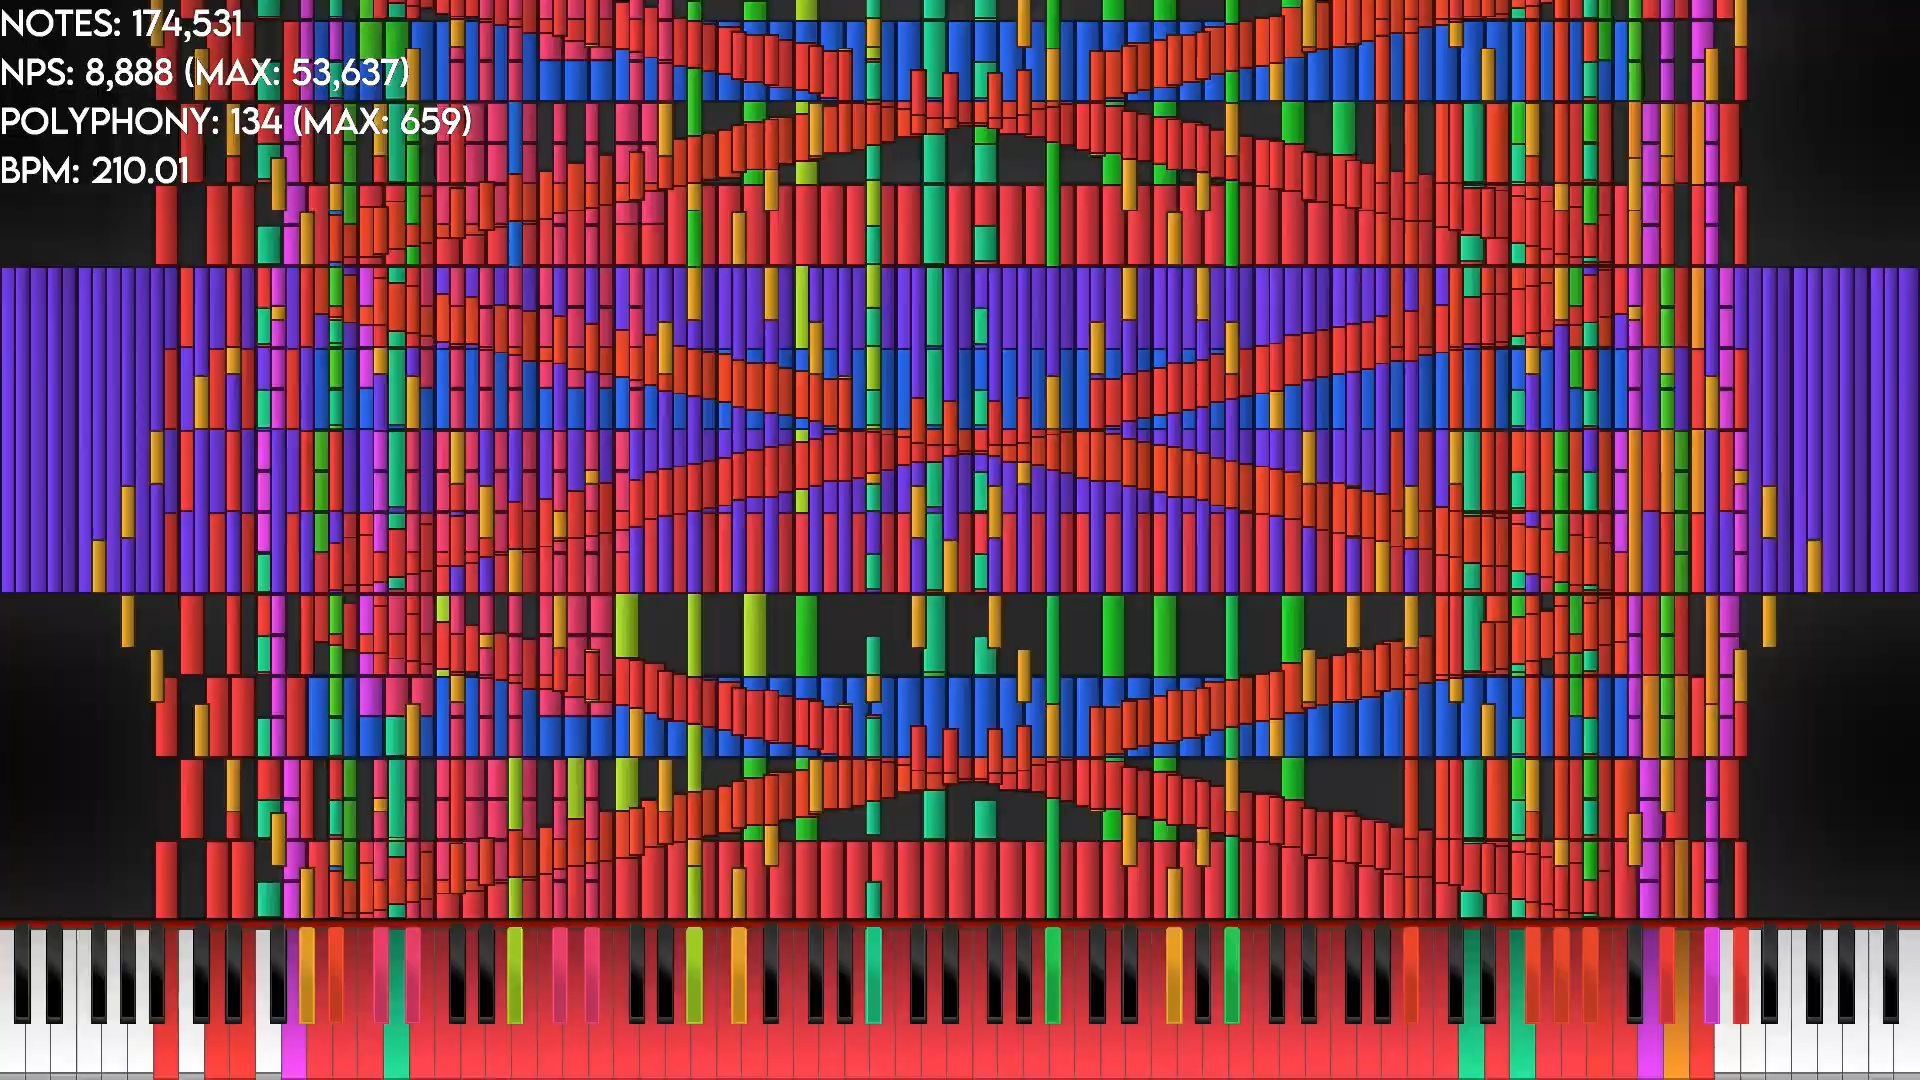 NOTES: 174,531
NPS: 8,888 (MAX: 53,637)
POLYPHONY: 134 (MAX: 659)
BPM: 210.01